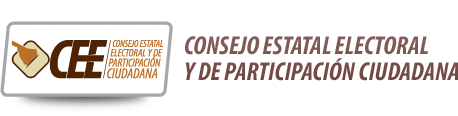 CEE
CONSEJO ESTATAL
ELECTORAL Y DE
PARTICIPACIÓN
CIUDADANA
CONSEJO ESTATAL ELECTORAL
Y DE PARTICIPACIÓN CIUDADANA